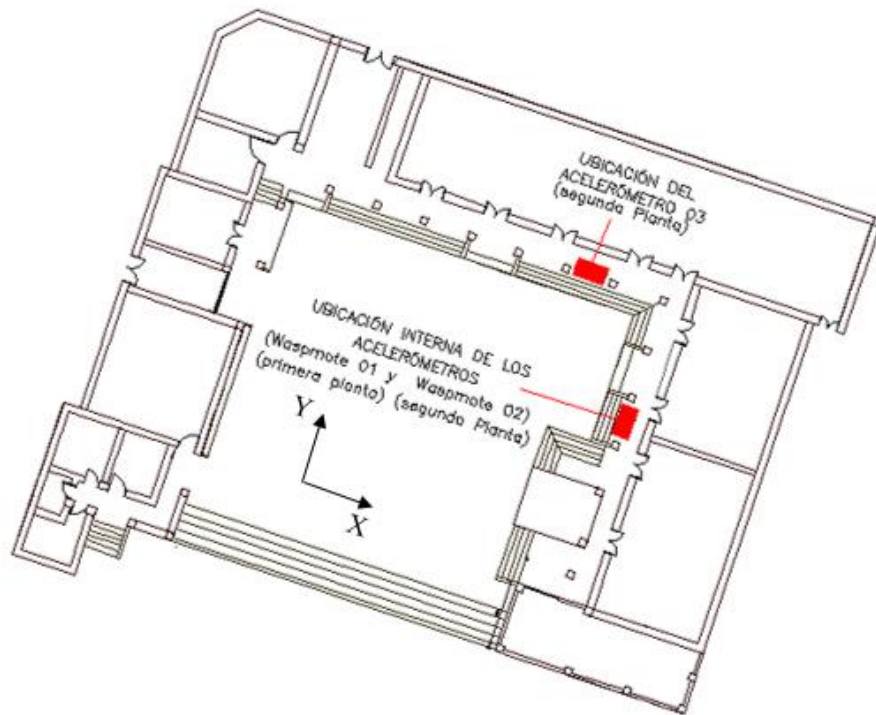 UBICACIÓN DEL
ACELERÓMETRO 03
(segunda Planta)
UBICACIÓN INTERNA DE LOS
ACELERÓMETROS
(Waspmote 01 y Waspmote 02)
(primera planta) (segunda Planta)
Y
X